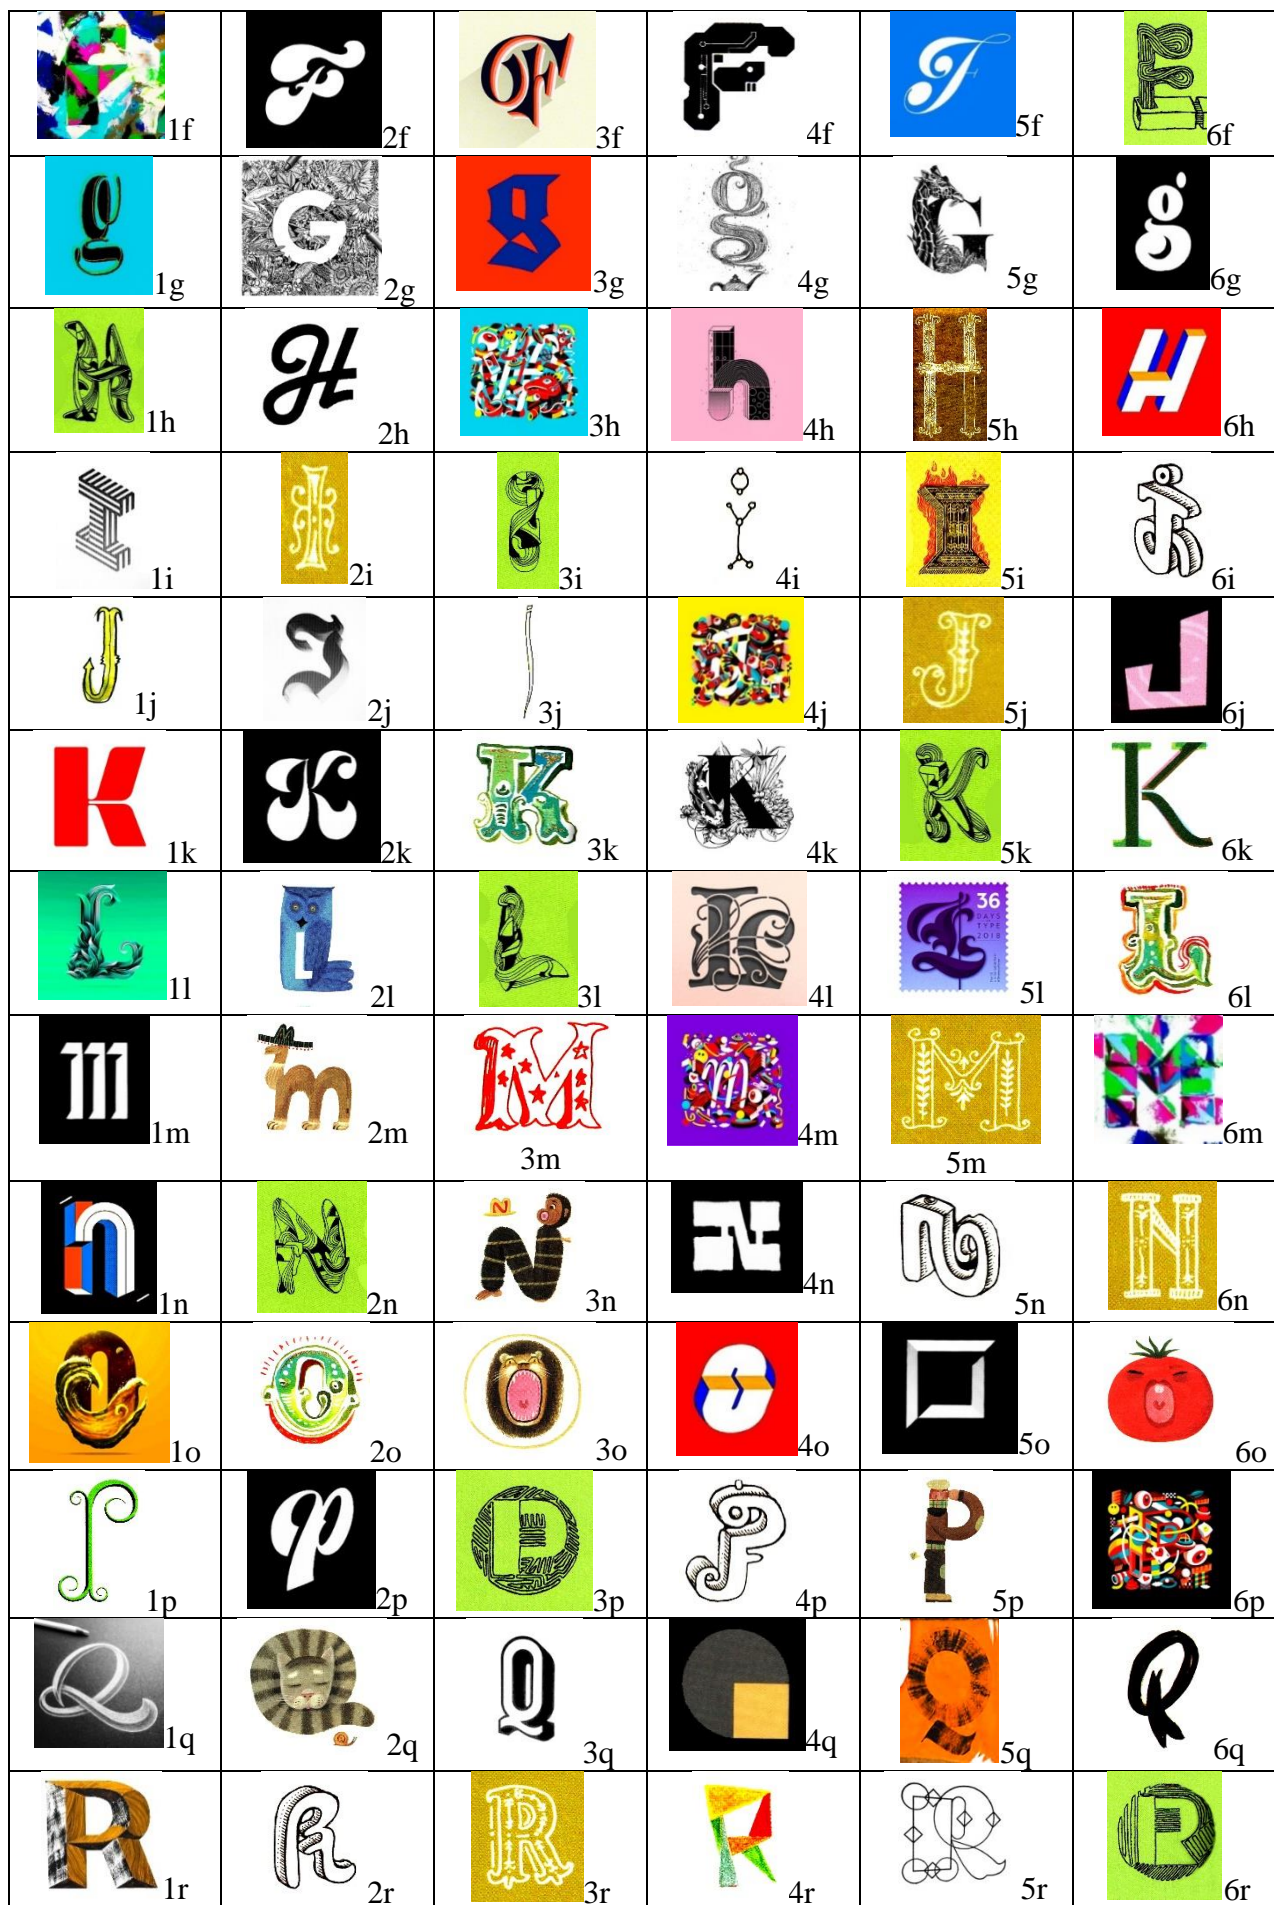 1f 2f 3f 4f 5f 6f
1g 2g 3g 4g 5g 6g
1h 2h 3h 4h 5h 6h
1i 2i 3i 4i 5i 6i
1j 2j 3j 4j 5j 6j
1k 2k 3k 4k 5k 6k
36
DAYS
TYPE
2018
1l 2l 3l 4l 5l 6l
1m 2m 3m 4m 5m 6m
1n 2n 3n 4n 5n 6n
1o 2o 3o 4o 5o 6o
1p 2p 3p 4p 5p 6p
1q 2q 3q 4q 5q 6q
1r 2r 3r 4r 5r 6r